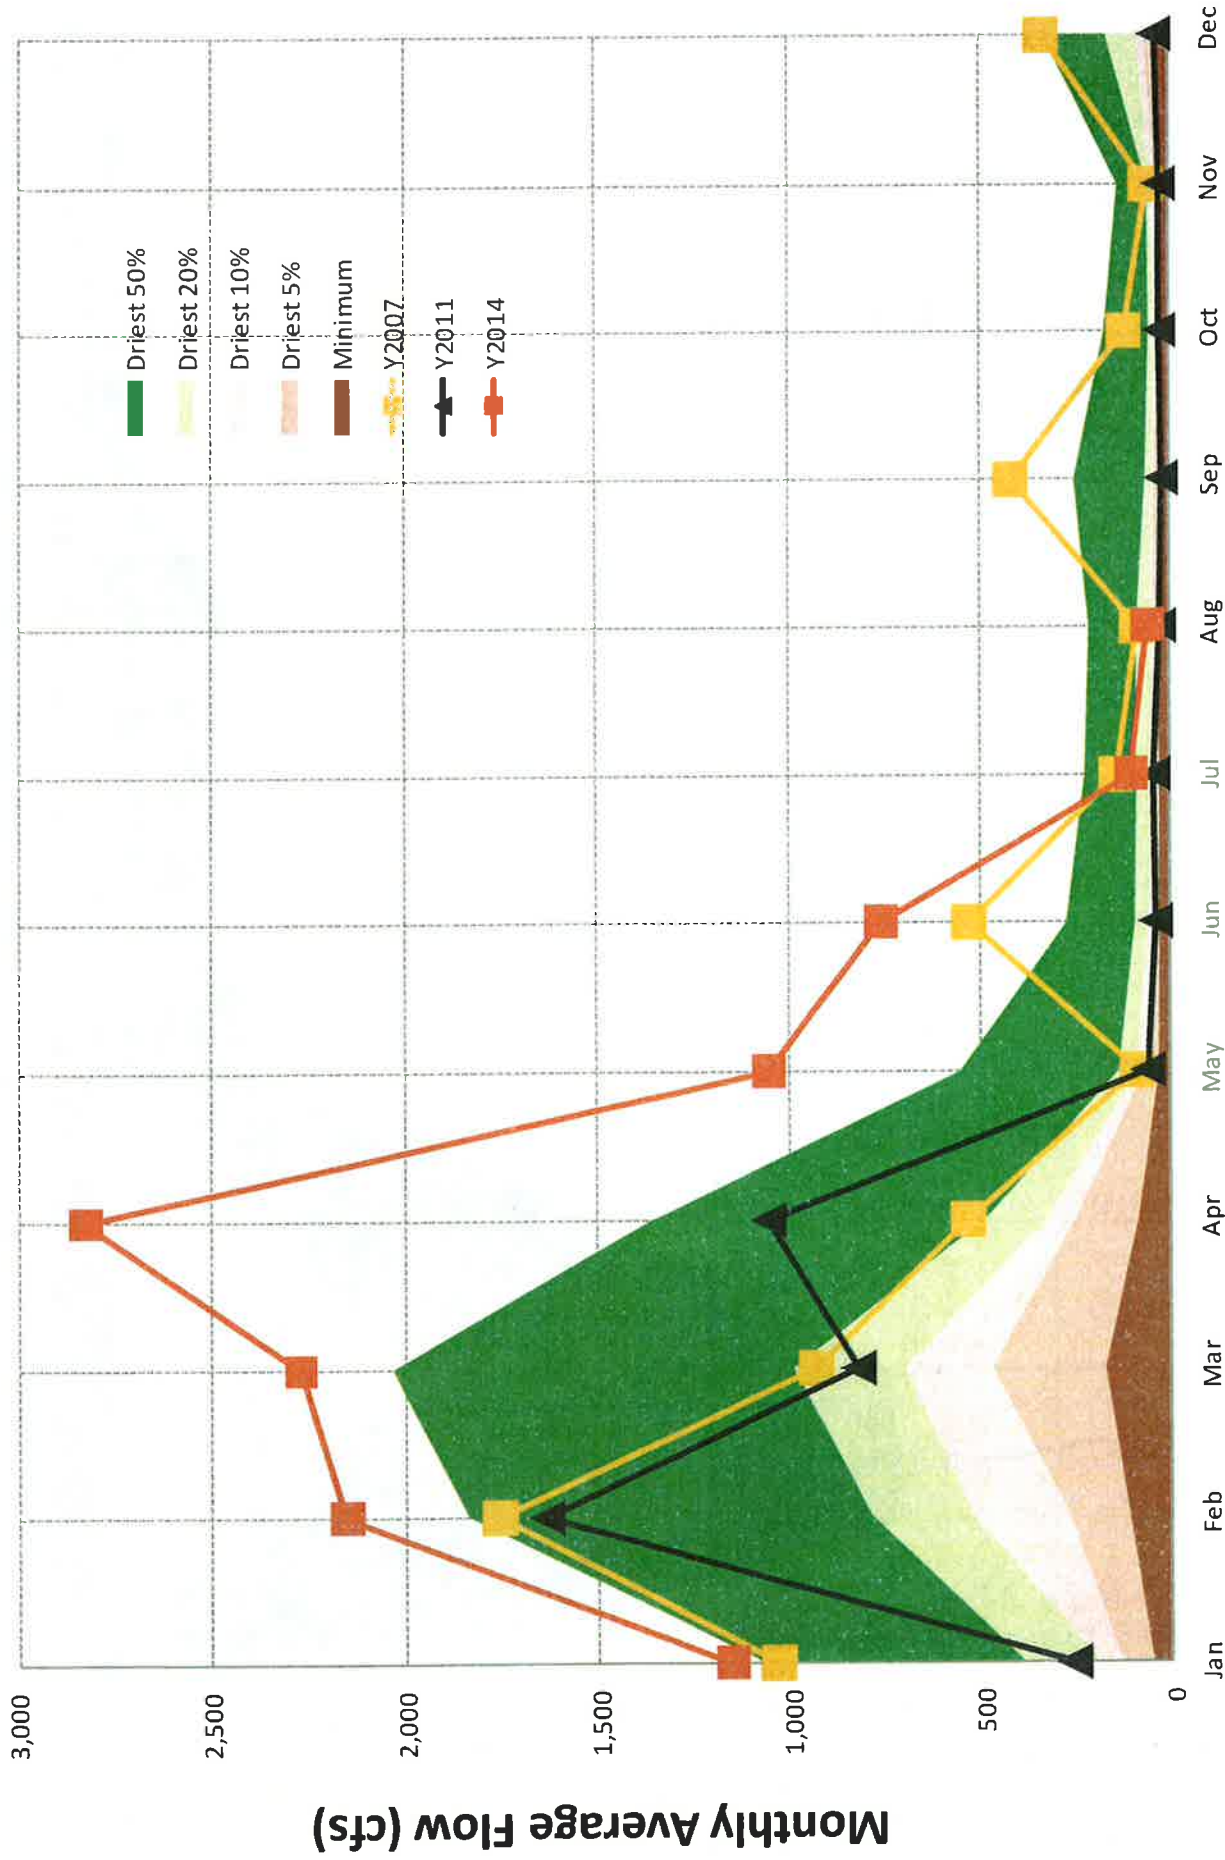 Monthly Average Flow (cfs)
3,000
2,500
2,000
1,500
1,000
500
0
Jan
Feb
Mar
Apr
May
Jun
Jul
Aug
Sep
Oct
Nov
Dec
Driest 50%
Driest 20%
Driest 10%
Driest 5%
Minimum
Y2007
Y2011
Y2014